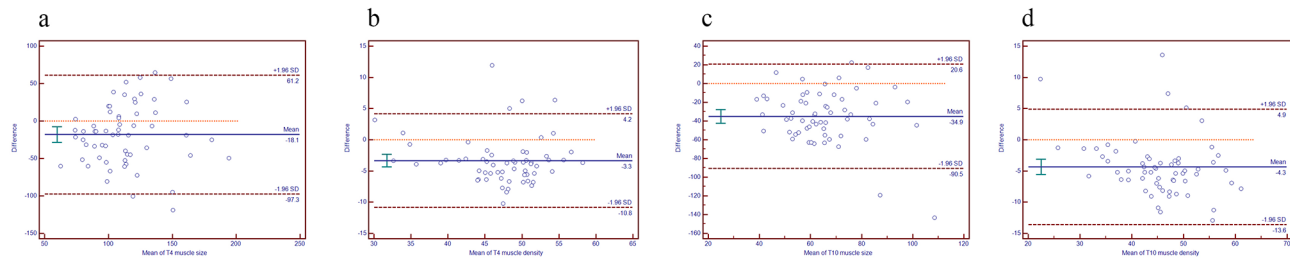 a
b
c
d
100
50
0
-50
-100
-150
Difference
+1.96 SD
61.2
Mean
-18.1
-1.96 SD
-97.3
50 100 150 200 250
Mean of T4 muscle size
15
10
5
0
-5
-10
-15
Difference
+1.96 SD
4.2
Mean
-3.3
-1.96 SD
-10.8
30 35 40 45 50 55 60 65
Mean of T4 muscle density
40
20
0
-20
-40
-60
-80
-100
-120
-140
-160
Difference
+1.96 SD
20.6
Mean
-34.9
-1.96 SD
-90.5
20 40 60 80 100 120
Mean of T10 muscle size
15
10
5
0
-5
-10
-15
Difference
+1.96 SD
4.9
Mean
-4.3
-1.96 SD
-13.6
20 30 40 50 60 70
Mean of T10 muscle density